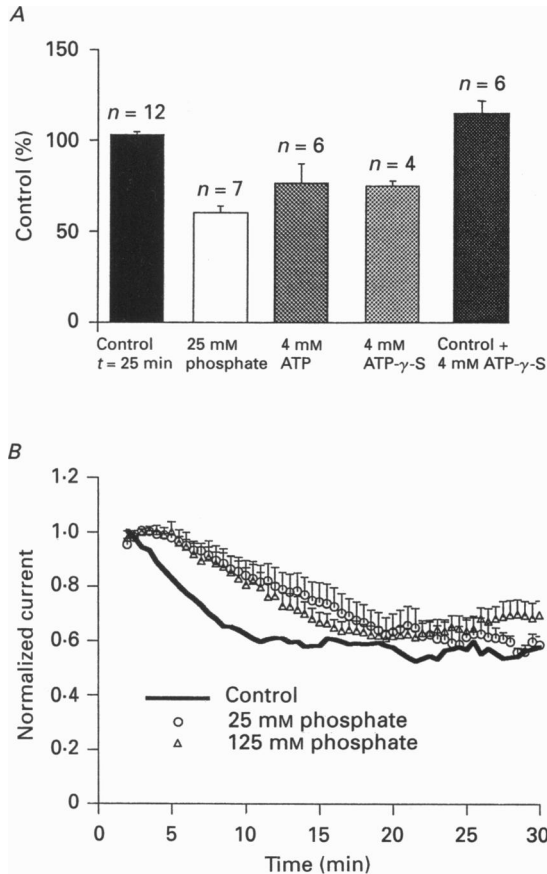 A
150
100
50
0
Control (%)
n = 12
n = 7
n = 6
n = 4
n = 6
Control
t = 25 min
25 mM
phosphate
4 mM
ATP
4 mM
ATP-γ-S
Control +
4 mM ATP-γ-S
B
1·2
1·0
0·8
0·6
0·4
0·2
0
Normalized current
Control
25 mM phosphate
125 mM phosphate
0
5
10
15
20
25
30
Time (min)